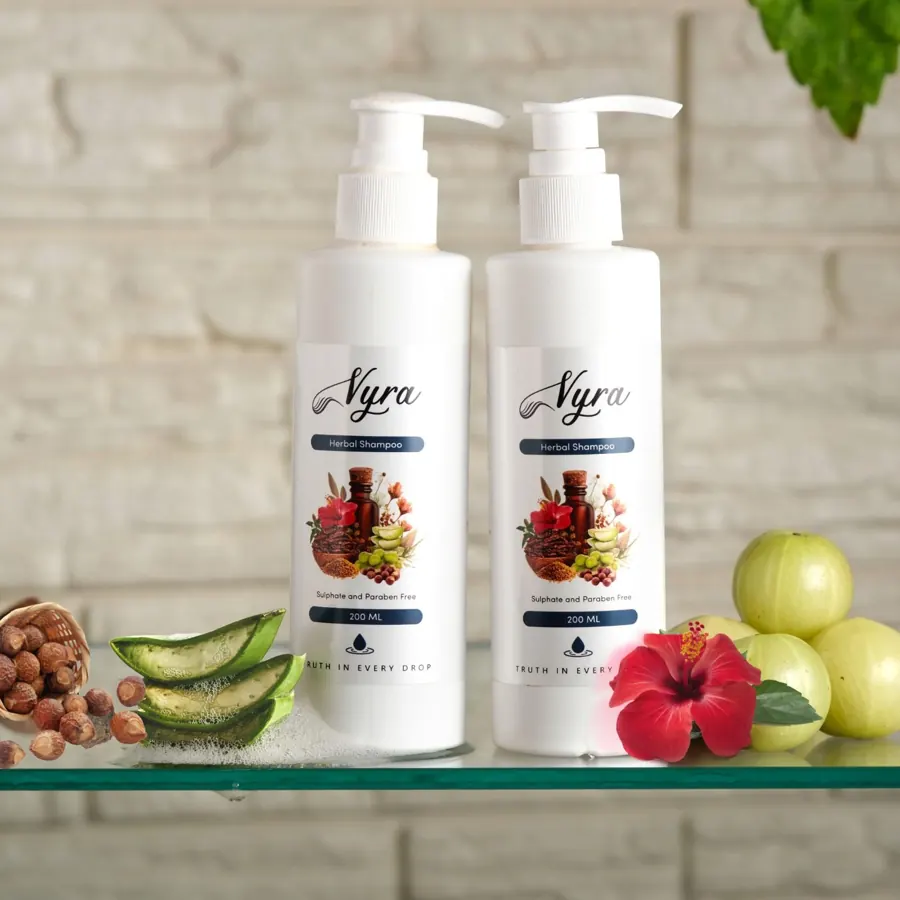 Vyra
Herbal Shampoo
Sulphate and Paraben Free
200 ML
RUTH IN EVERY DROP
Vyra
Herbal Shampoo
Sulphate and Paraben Free
200 ML
TRUTH IN EVERY